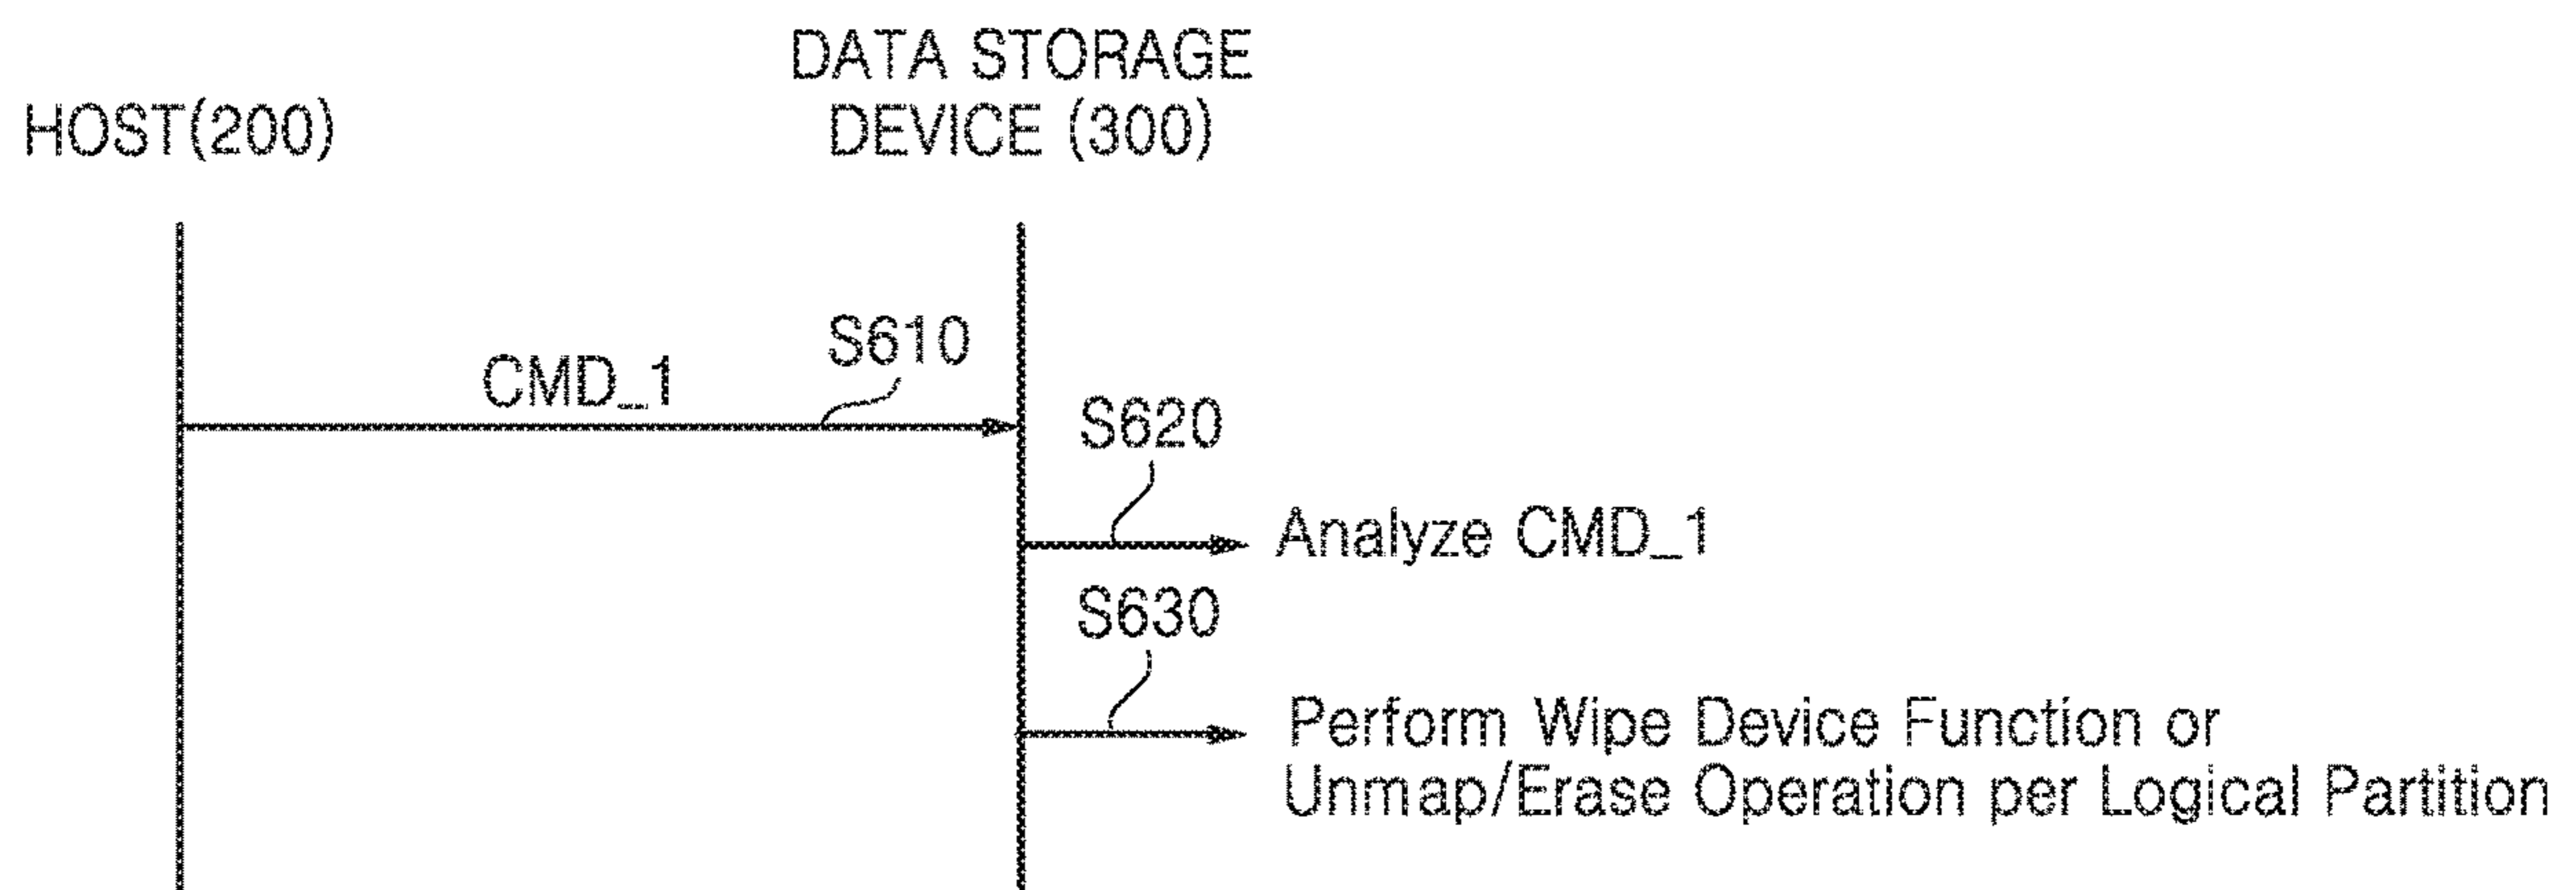 HOST(200)
DATA STORAGE
DEVICE (300)
CMD_1
S610
S620
Analyze CMD_1
S630
Perform Wipe Device Function or
Unmap/Erase Operation per Logical Partition